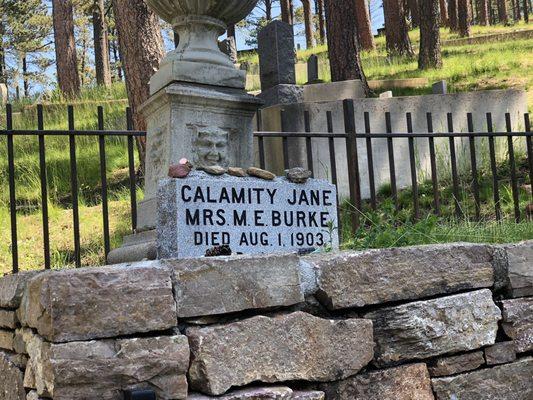 CALAMITY JANE
MRS. M.E. BURKE
DIED AUG. 1. 1903.